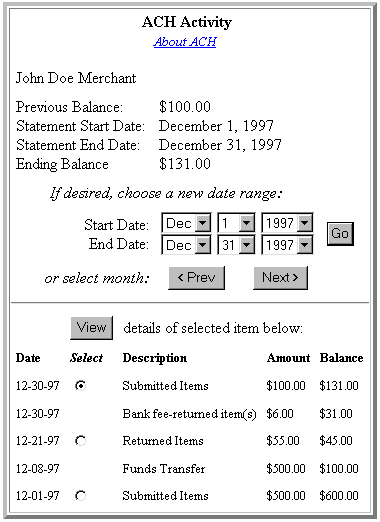 ACH Activity
About ACH
John Doe Merchant
Previous Balance: $100.00
Statement Start Date: December 1, 1997
Statement End Date: December 31, 1997
Ending Balance $131.00
If desired, choose a new date range:
Start Date: Dec 1 1997
Go
End Date: Dec 31 1997
or select month: < Prev Next >
View details of selected item below:
Date Select Description Amount Balance
12-30-97 Submitted Items $100.00 $131.00
12-30-97 Bank fee-returned item(s) $6.00 $31.00
12-21-97 Returned Items $55.00 $45.00
12-08-97 Funds Transfer $500.00 $100.00
12-01-97 Submitted Items $500.00 $600.00